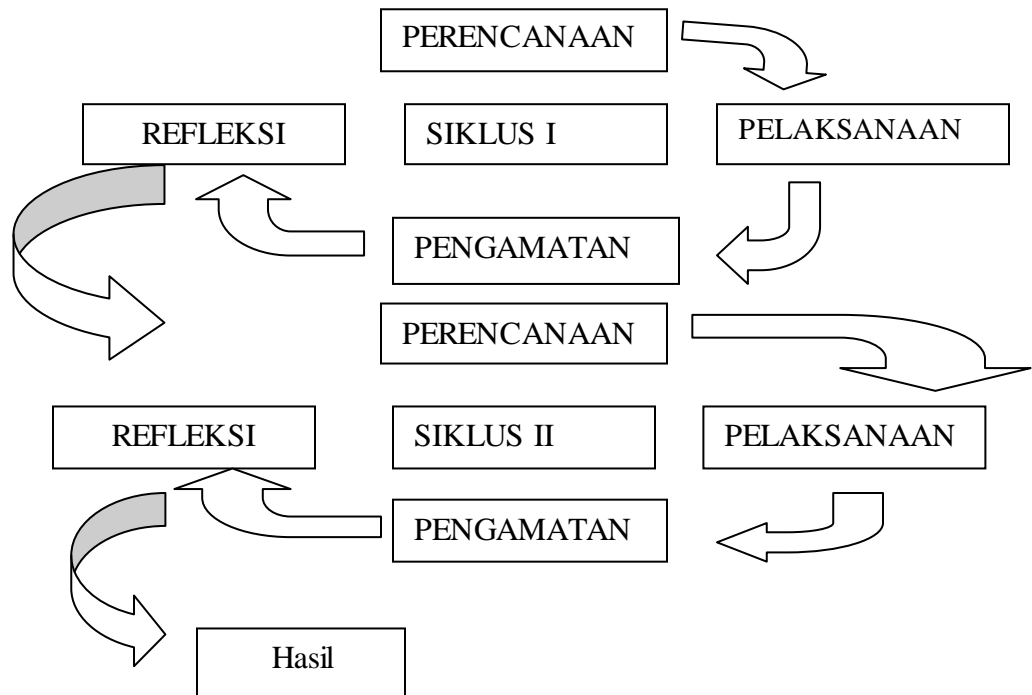 PERENCANAAN
REFLEKSI
SIKLUS I
PELAKSANAAN
PENGAMATAN
PERENCANAAN
REFLEKSI
SIKLUS II
PELAKSANAAN
PENGAMATAN
Hasil